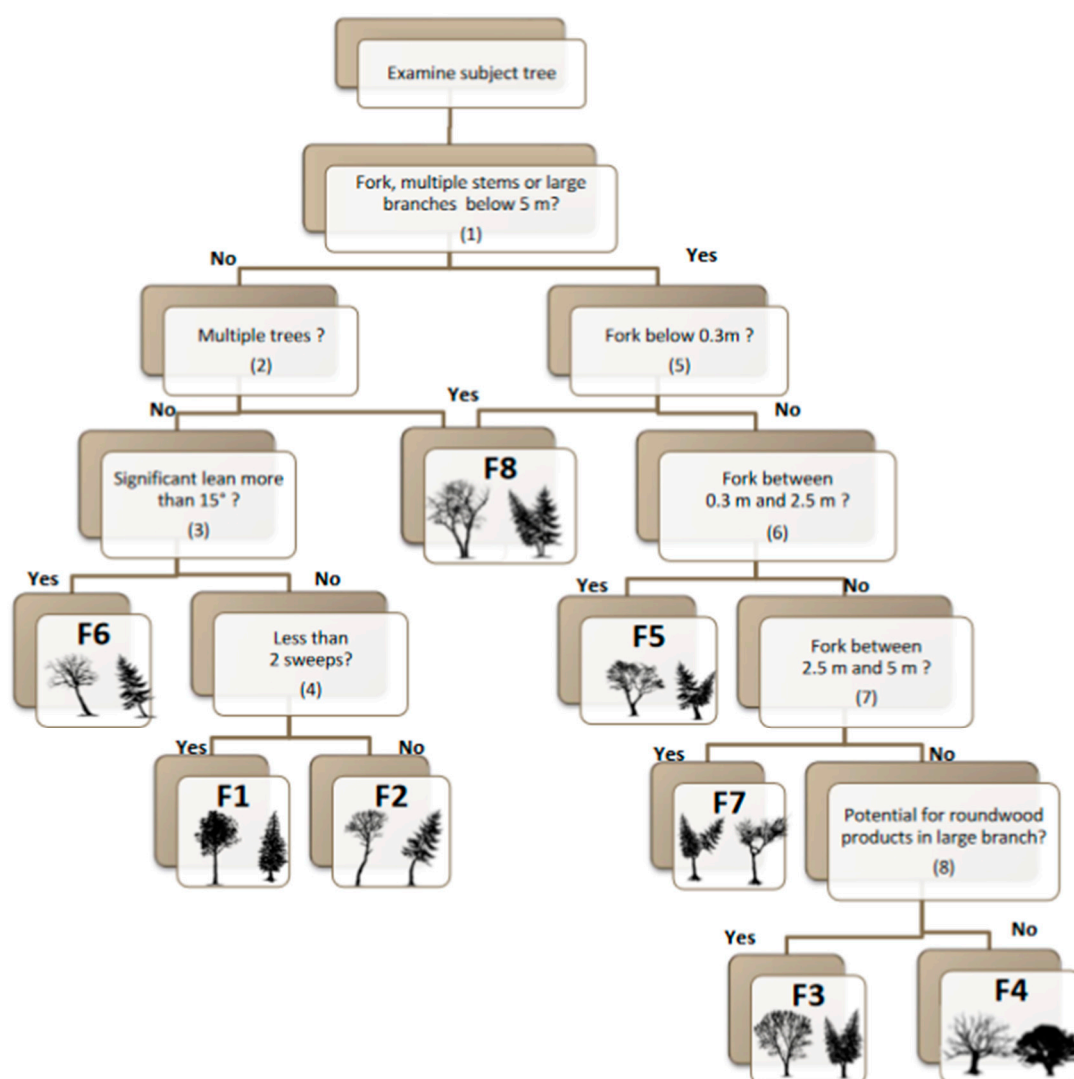 Examine subject tree
Fork, multiple stems or large
branches below 5 m?
(1)
No
Yes
Multiple trees ?
(2)
Fork below 0.3m ?
(5)
No
Yes
No
Significant lean more
than 15° ?
(3)
F8
Fork between
0.3 m and 2.5 m ?
(6)
Yes
No
Yes
No
F6
Less than
2 sweeps?
(4)
F5
Fork between
2.5 m and 5 m ?
(7)
Yes
No
Yes
No
F1
F2
F7
Potential for roundwood
products in large branch?
(8)
Yes
No
F3
F4